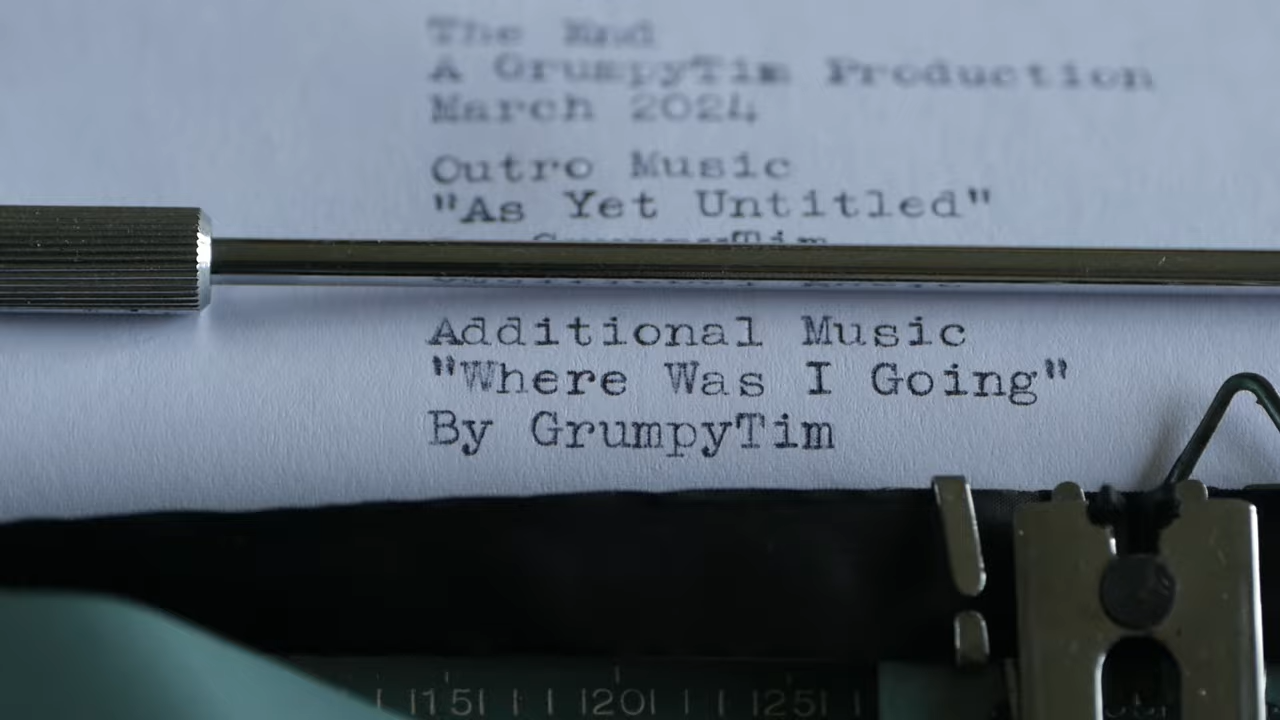 The End
A GrumpyTim Production
March 2024
Outro Music
"As Yet Untitled"
GrumpyTim
Additional Music
"Where Was I Going"
By GrumpyTim
15 20 25